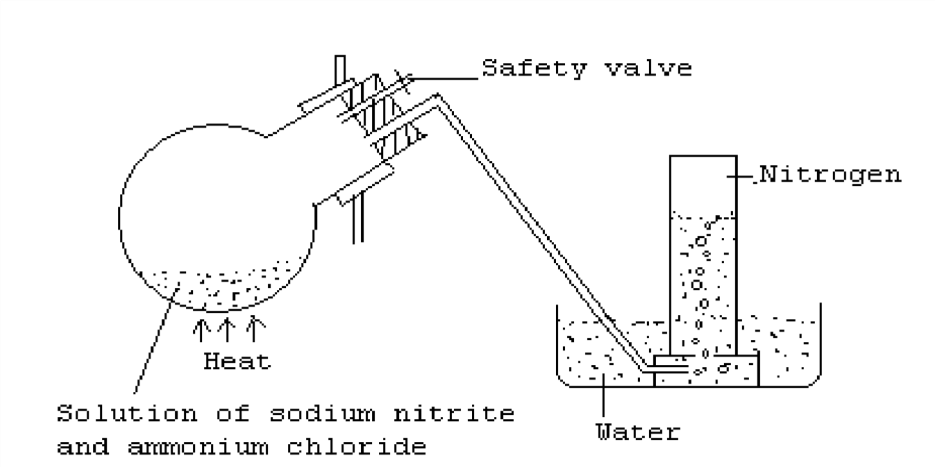 Safety valve
Nitrogen
Heat
Solution of sodium nitrite
and ammonium chloride
Water